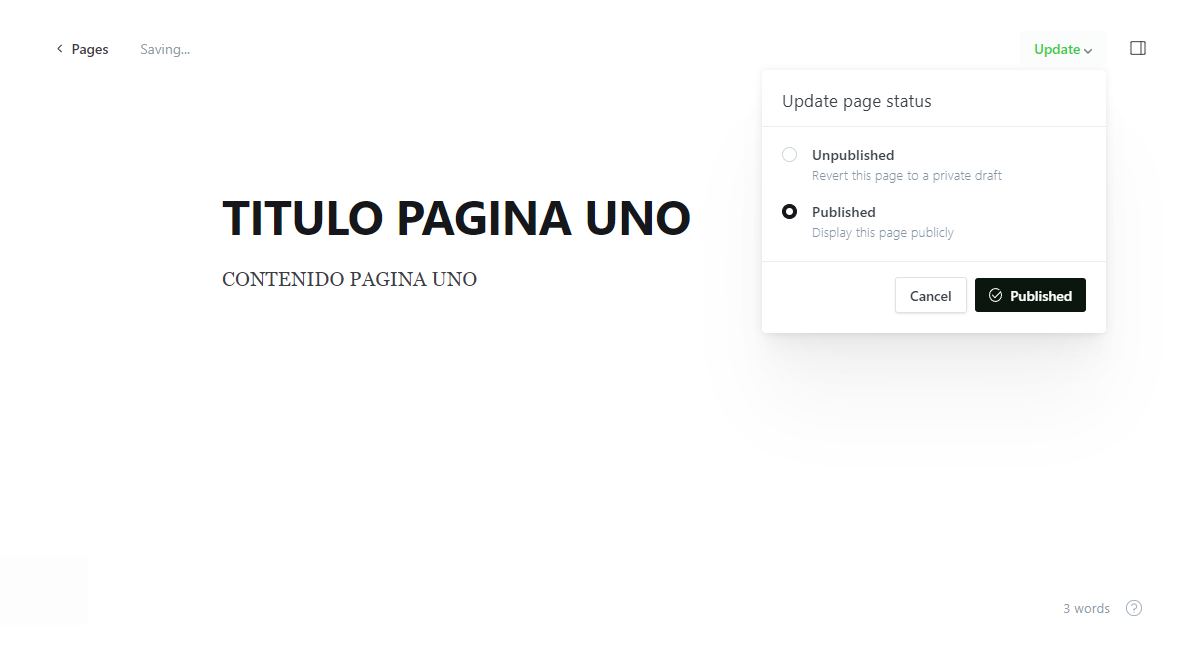 Pages
Saving...
Update
Update page status
Unpublished
Revert this page to a private draft
Published
Display this page publicly
Cancel
Published
TITULO PAGINA UNO
CONTENIDO PAGINA UNO
3 words
?